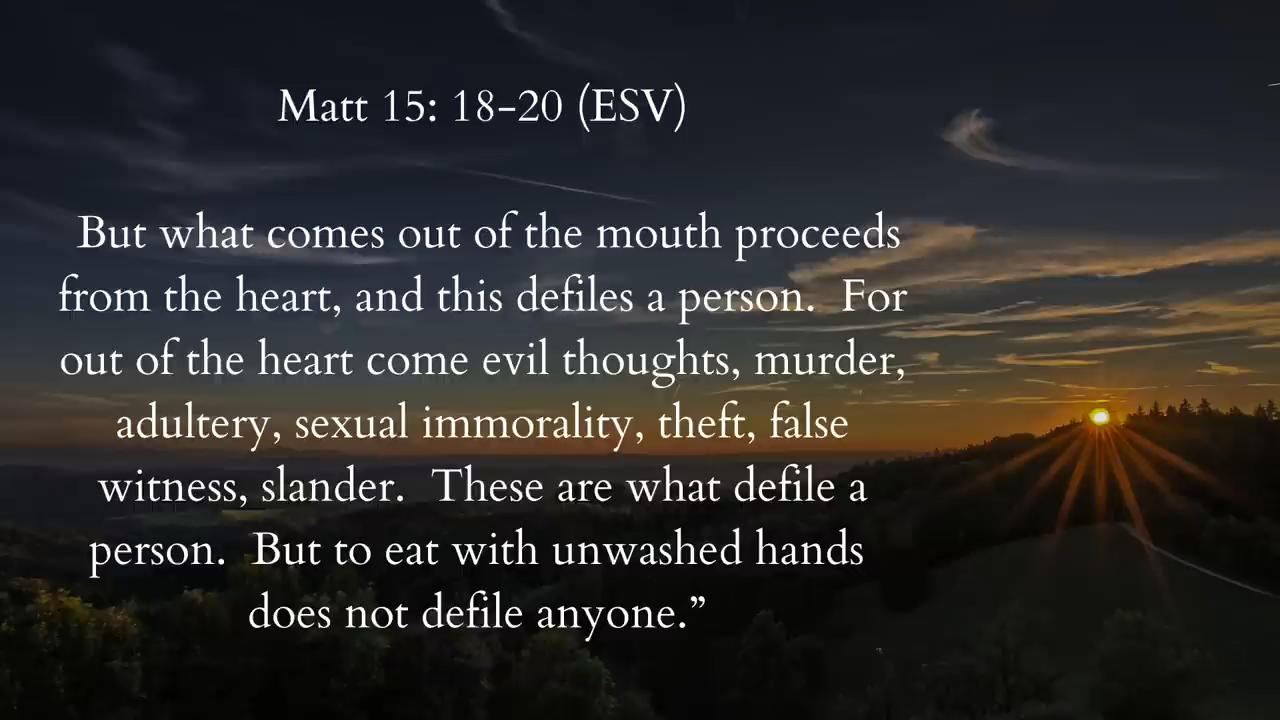 Matt 15: 18-20 (ESV)
But what comes out of the mouth proceeds
from the heart, and this defiles a person.  For
out of the heart come evil thoughts, murder,
adultery, sexual immorality, theft, false
witness, slander.  These are what defile a
person.  But to eat with unwashed hands
does not defile anyone.”